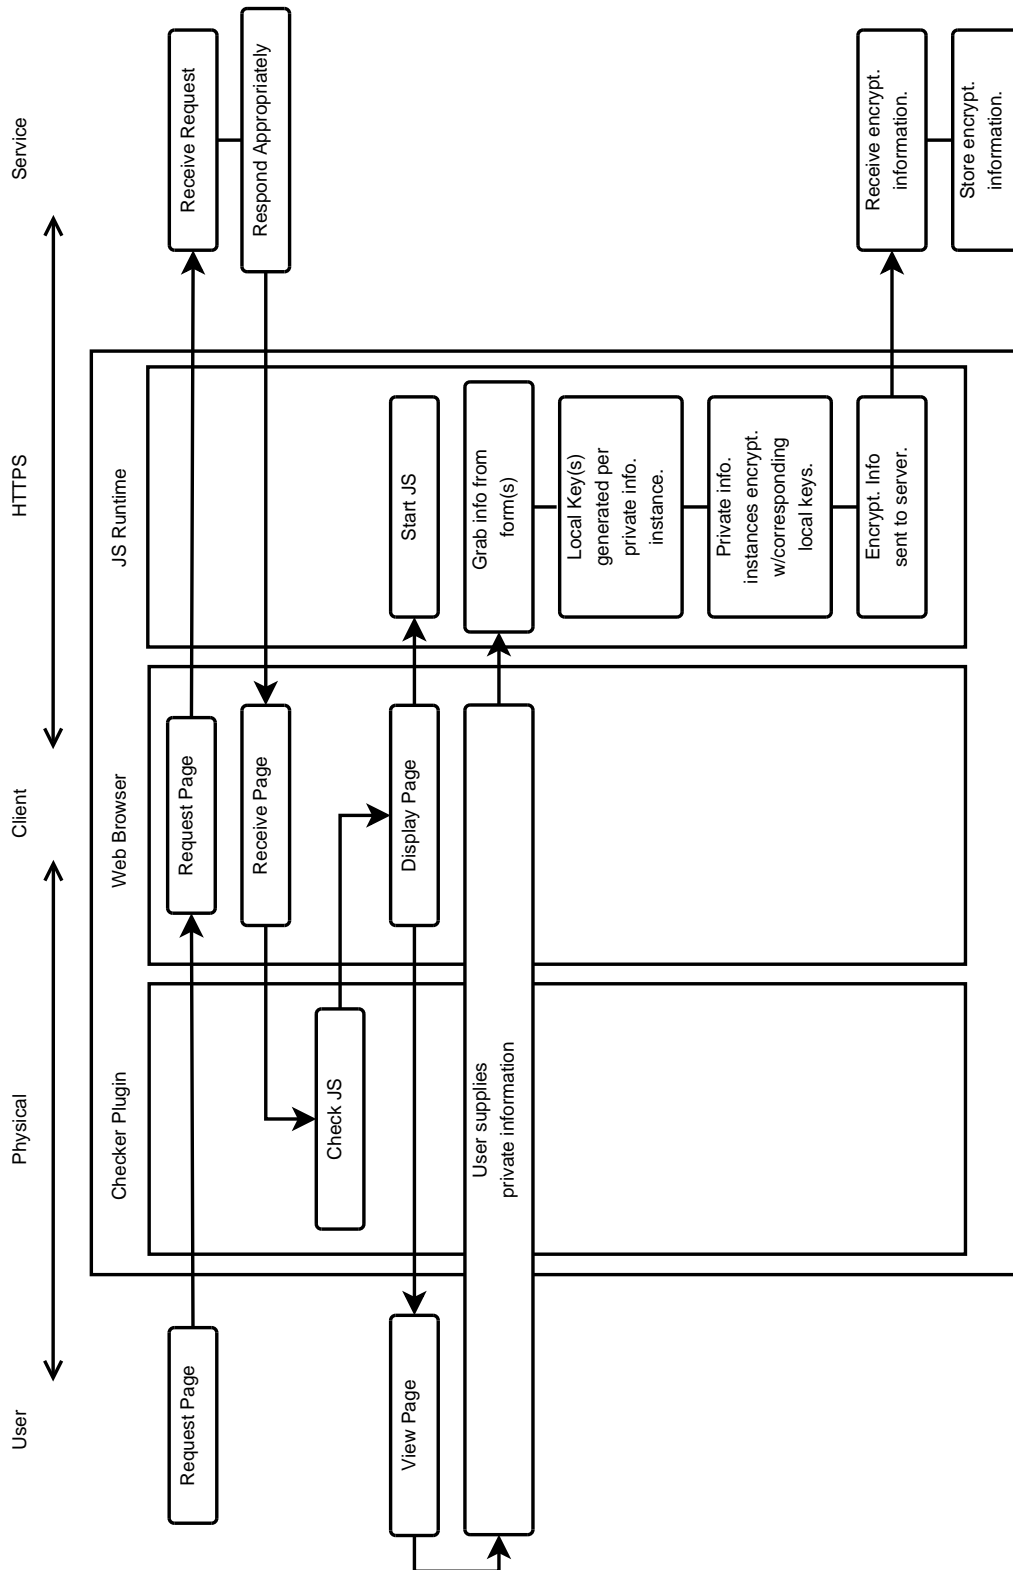 User
Physical
Client
HTTPS
Service
Checker Plugin
Web Browser
JS Runtime
Request Page
Request Page
Receive Request
Receive Page
Respond Appropriately
Check JS
View Page
Display Page
Start JS
User supplies
private information
Grab info from
form(s)
Local Key(s)
generated per
private info.
instance.
Private info.
instances encrypt.
w/corresponding
local keys.
Encrypt. Info
sent to server.
Receive encrypt.
information.
Store encrypt.
information.